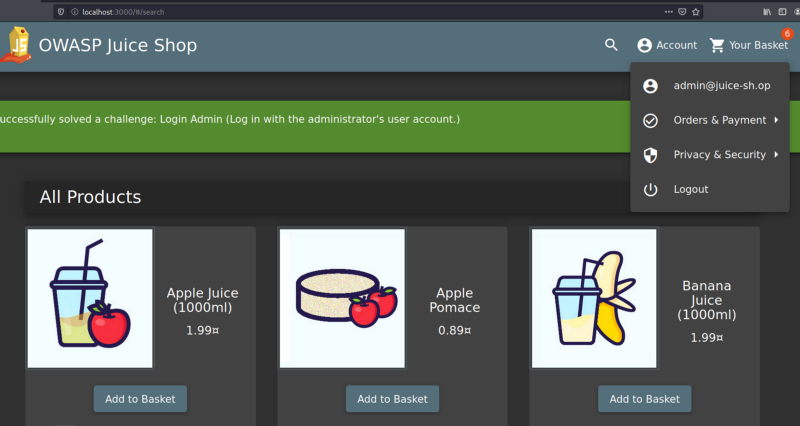 localhost:3000/#/search
OWASP Juice Shop
Account
Your Basket
6
admin@juice-sh.op
Orders & Payment
Privacy & Security
Logout
uccessfully solved a challenge: Login Admin (Log in with the administrator's user account.)
All Products
Apple Juice
(1000ml)
1.99¤
Add to Basket
Apple
Pomace
0.89¤
Add to Basket
Banana
Juice
(1000ml)
1.99¤
Add to Basket